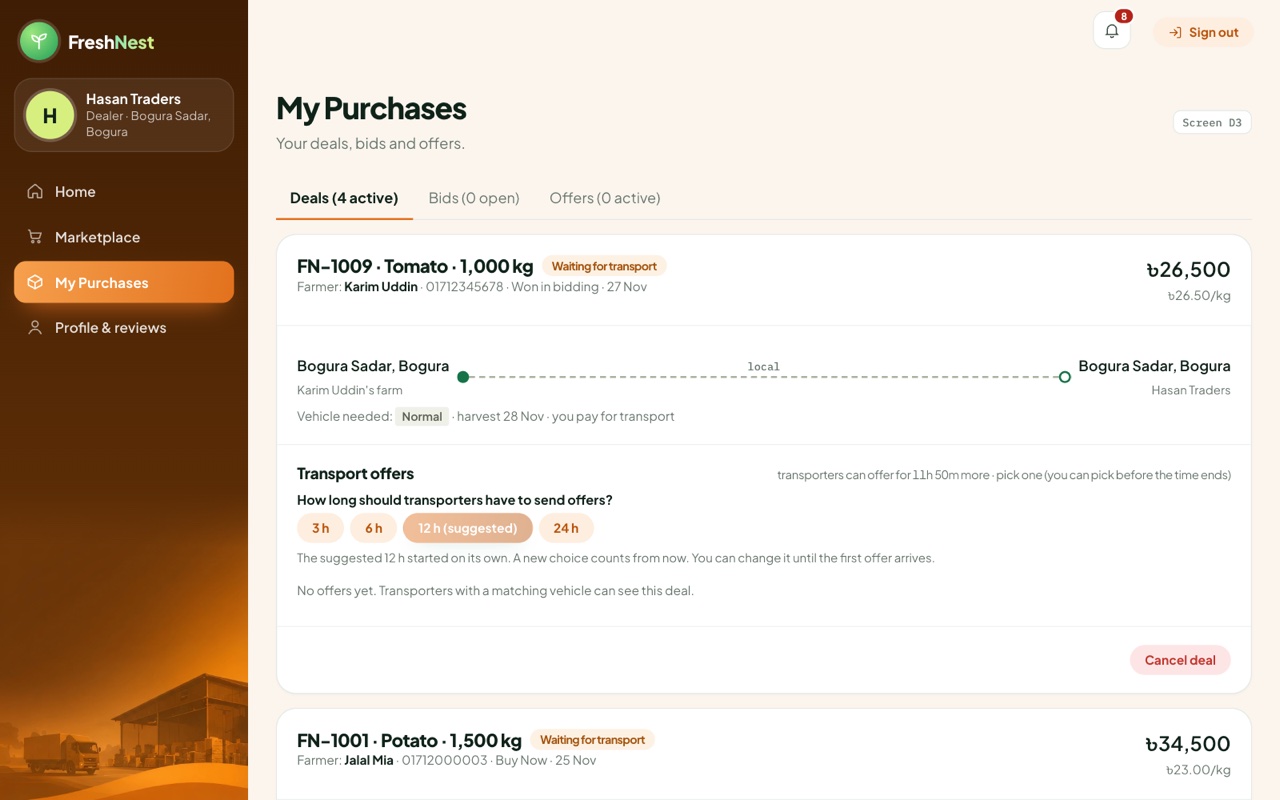 FreshNest
H
Hasan Traders
Dealer · Bogura Sadar,
Bogura
Home
Marketplace
My Purchases
Profile & reviews
8
Sign out
My Purchases
Your deals, bids and offers.
Screen D3
Deals (4 active)
Bids (0 open)
Offers (0 active)
FN-1009 · Tomato · 1,000 kg
Waiting for transport
৳26,500
Farmer: Karim Uddin · 01712345678 · Won in bidding · 27 Nov
৳26.50/kg
Bogura Sadar, Bogura
local
Bogura Sadar, Bogura
Karim Uddin's farm
Hasan Traders
Vehicle needed: Normal · harvest 28 Nov · you pay for transport
Transport offers
transporters can offer for 11h 50m more · pick one (you can pick before the time ends)
How long should transporters have to send offers?
3 h
6 h
12 h (suggested)
24 h
The suggested 12 h started on its own. A new choice counts from now. You can change it until the first offer arrives.
No offers yet. Transporters with a matching vehicle can see this deal.
Cancel deal
FN-1001 · Potato · 1,500 kg
Waiting for transport
৳34,500
Farmer: Jalal Mia · 01712000003 · Buy Now · 25 Nov
৳23.00/kg